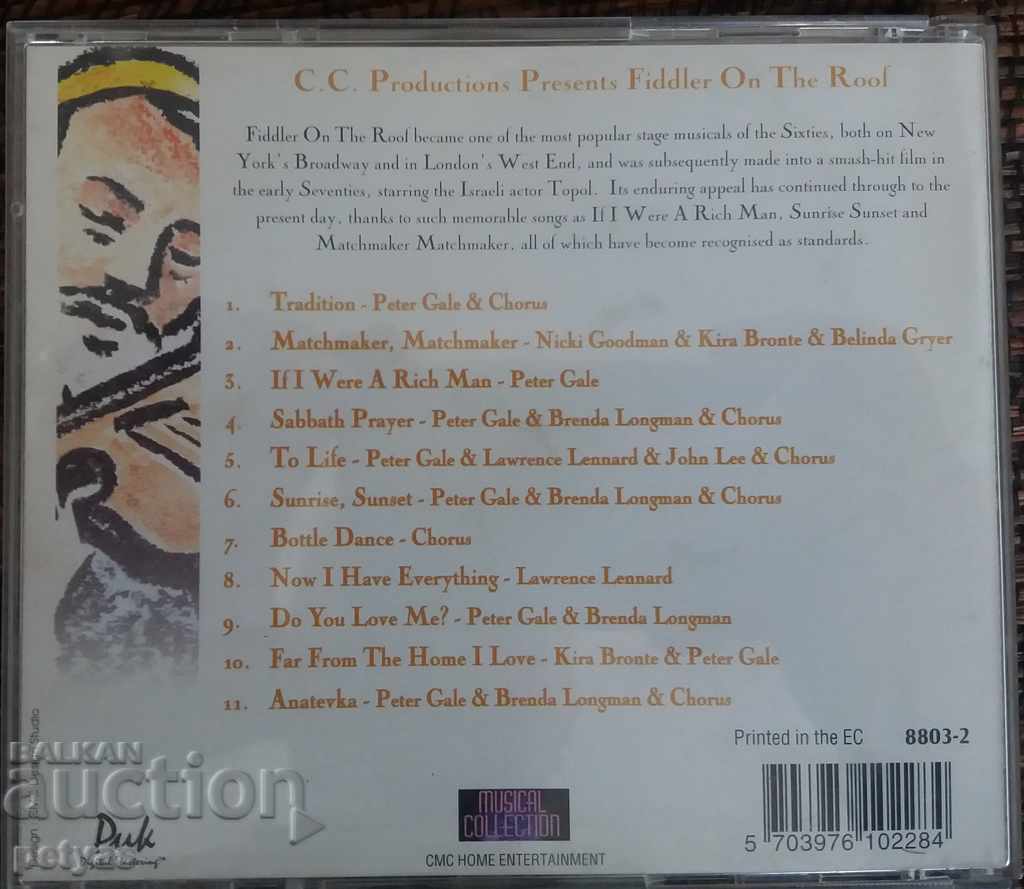 C.C. Productions Presents Fiddler On The Roof
Fiddler On The Roof became one of the most popular stage musicals of the Sixties, both on New
York's Broadway and in London's West End, and was subsequently made into a smash-hit film in
the early Seventies, starring the Israeli actor Topol. Its enduring appeal has continued through to the
present day, thanks to such memorable songs as If I Were A Rich Man, Sunrise Sunset and
Matchmaker Matchmaker, all of which have become recognised as standards.
1. Tradition - Peter Gale & Chorus
2. Matchmaker, Matchmaker - Nicki Goodman & Kira Bronte & Belinda Gryer
3. If I Were A Rich Man - Peter Gale
4. Sabbath Prayer - Peter Gale & Brenda Longman & Chorus
5. To Life - Peter Gale & Lawrence Lennard & John Lee & Chorus
6. Sunrise, Sunset - Peter Gale & Brenda Longman & Chorus
7. Bottle Dance - Chorus
8. Now I Have Everything - Lawrence Lennard
9. Do You Love Me? - Peter Gale & Brenda Longman
10. Far From The Home I Love - Kira Bronte & Peter Gale
11. Anatevka - Peter Gale & Brenda Longman & Chorus
Printed in the EC 8803-2
Studio
BALKAN
auction
petya28
Digital
MUSICAL
COLLECTION
CMC HOME ENTERTAINMENT
5 703976 102284